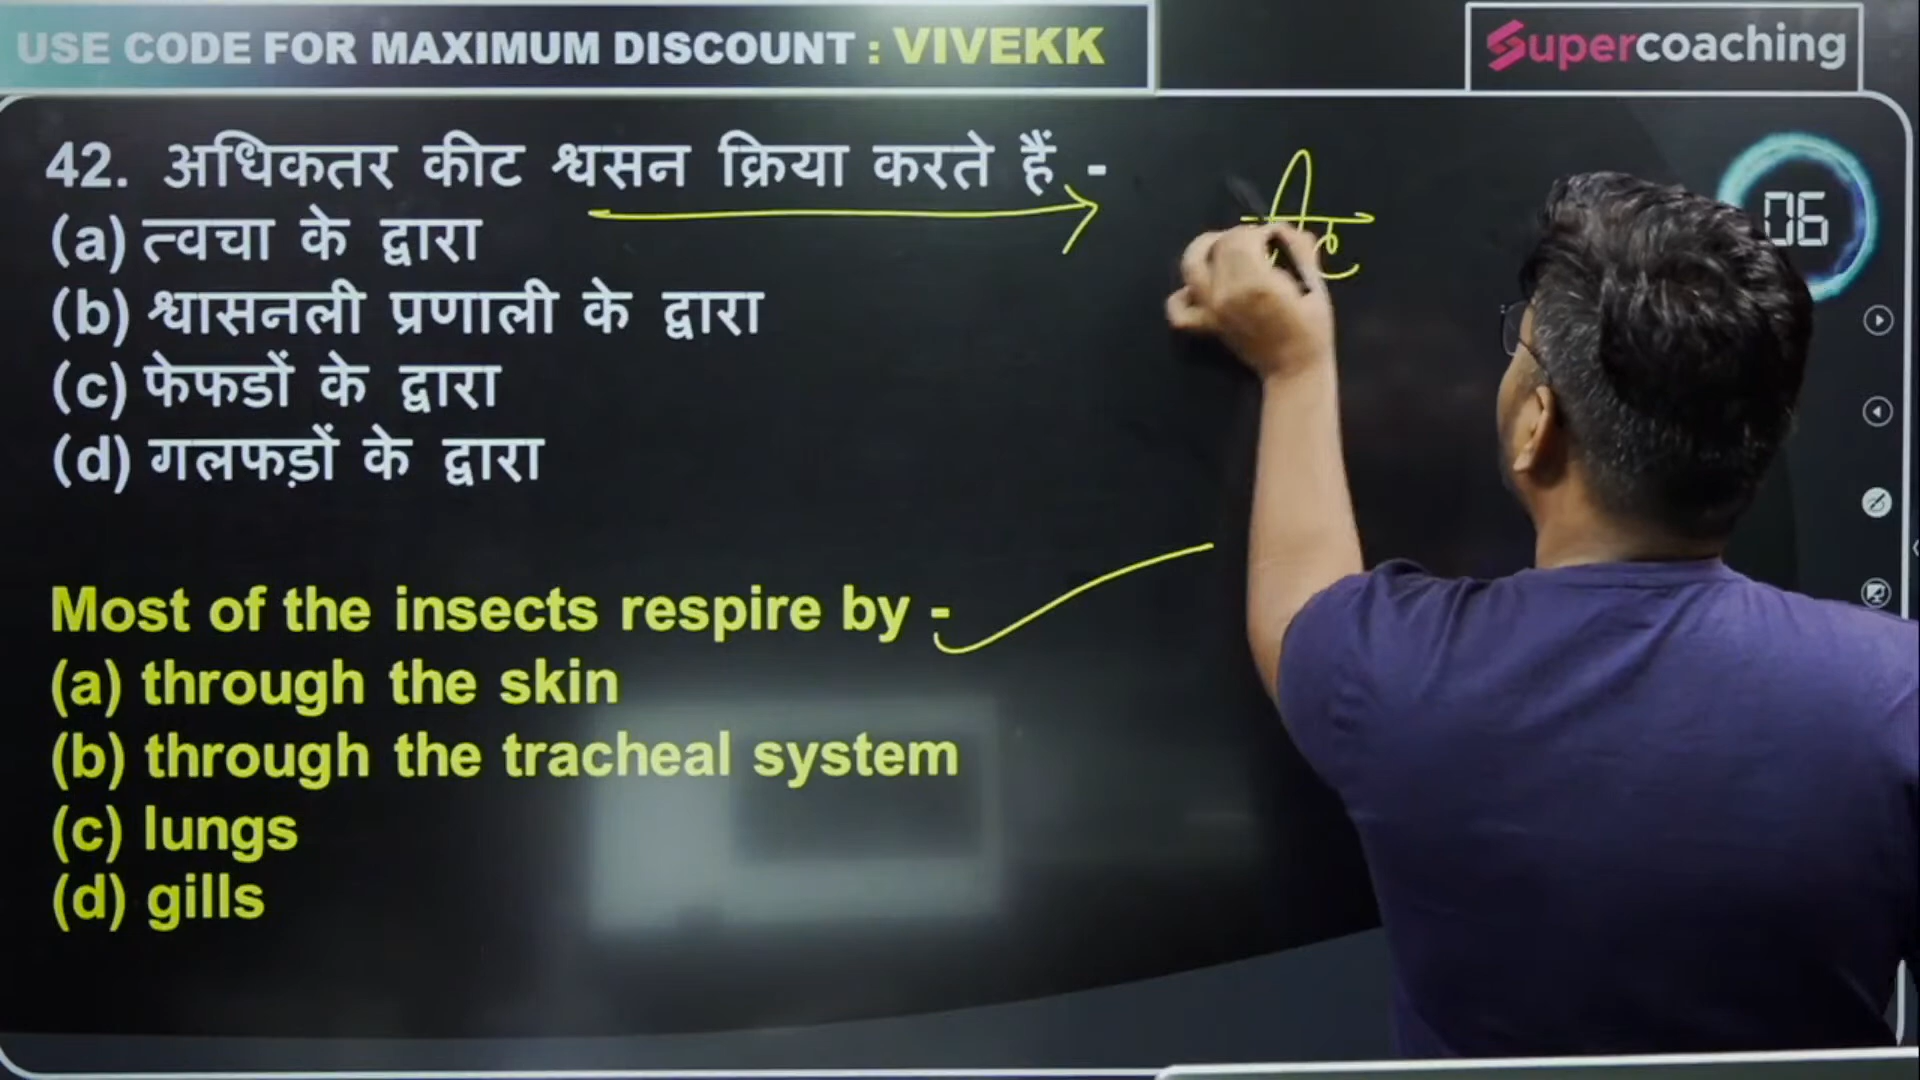 USE CODE FOR MAXIMUM DISCOUNT : VIVEKK
Supercoaching
42. अधिकतर कीट श्वसन क्रिया करते हैं -
(a) त्वचा के द्वारा
(b) श्वासनली प्रणाली के द्वारा
(c) फेफडों के द्वारा
(d) गलफड़ों के द्वारा
06
Most of the insects respire by -
(a) through the skin
(b) through the tracheal system
(c) lungs
(d) gills